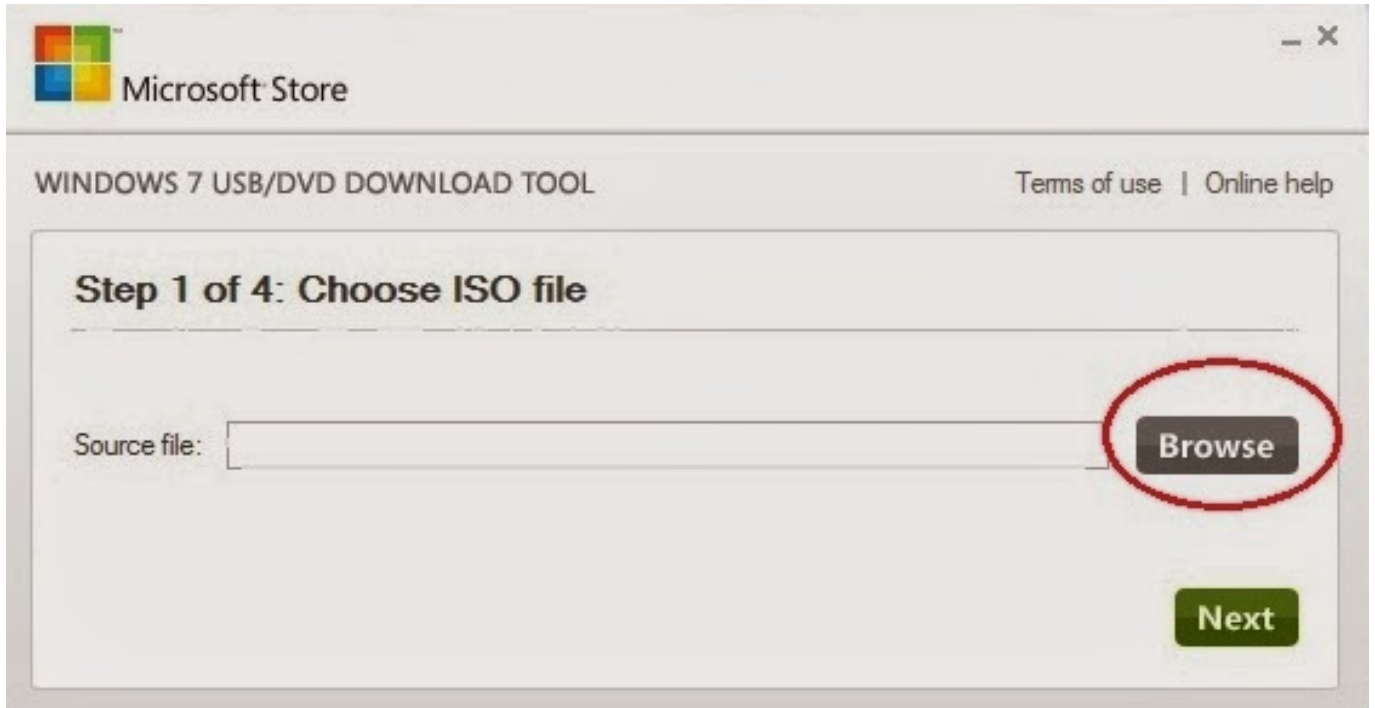 Microsoft Store
WINDOWS 7 USB/DVD DOWNLOAD TOOL
Terms of use | Online help
Step 1 of 4: Choose ISO file
Source file:
Browse
Next